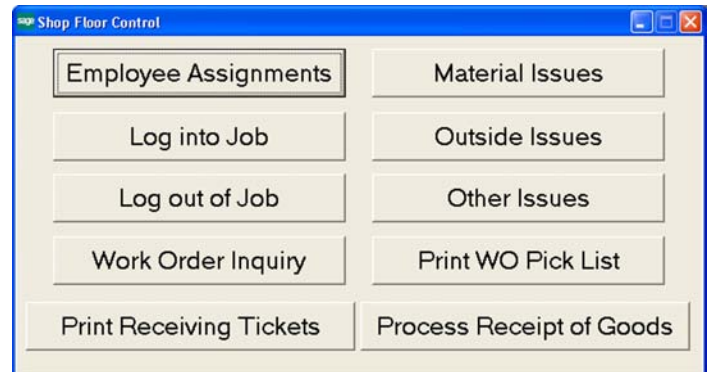 sage Shop Floor Control
Employee Assignments
Material Issues
Log into Job
Outside Issues
Log out of Job
Other Issues
Work Order Inquiry
Print WO Pick List
Print Receiving Tickets
Process Receipt of Goods